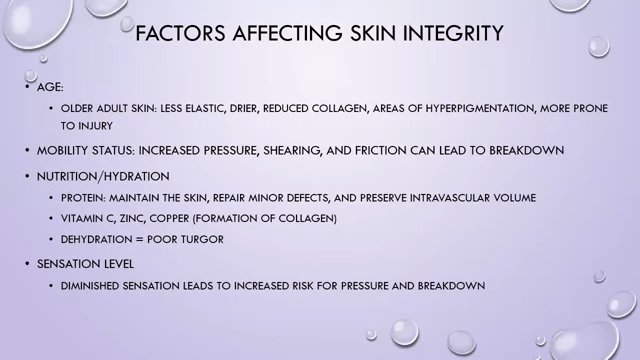 FACTORS AFFECTING SKIN INTEGRITY
• AGE:
• OLDER ADULT SKIN: LESS ELASTIC, DRIER, REDUCED COLLAGEN, AREAS OF HYPERPIGMENTATION, MORE PRONE
TO INJURY
• MOBILITY STATUS: INCREASED PRESSURE, SHEARING, AND FRICTION CAN LEAD TO BREAKDOWN
• NUTRITION/HYDRATION
• PROTEIN: MAINTAIN THE SKIN, REPAIR MINOR DEFECTS, AND PRESERVE INTRAVASCULAR VOLUME
• VITAMIN C, ZINC, COPPER (FORMATION OF COLLAGEN)
• DEHYDRATION = POOR TURGOR
• SENSATION LEVEL
• DIMINISHED SENSATION LEADS TO INCREASED RISK FOR PRESSURE AND BREAKDOWN